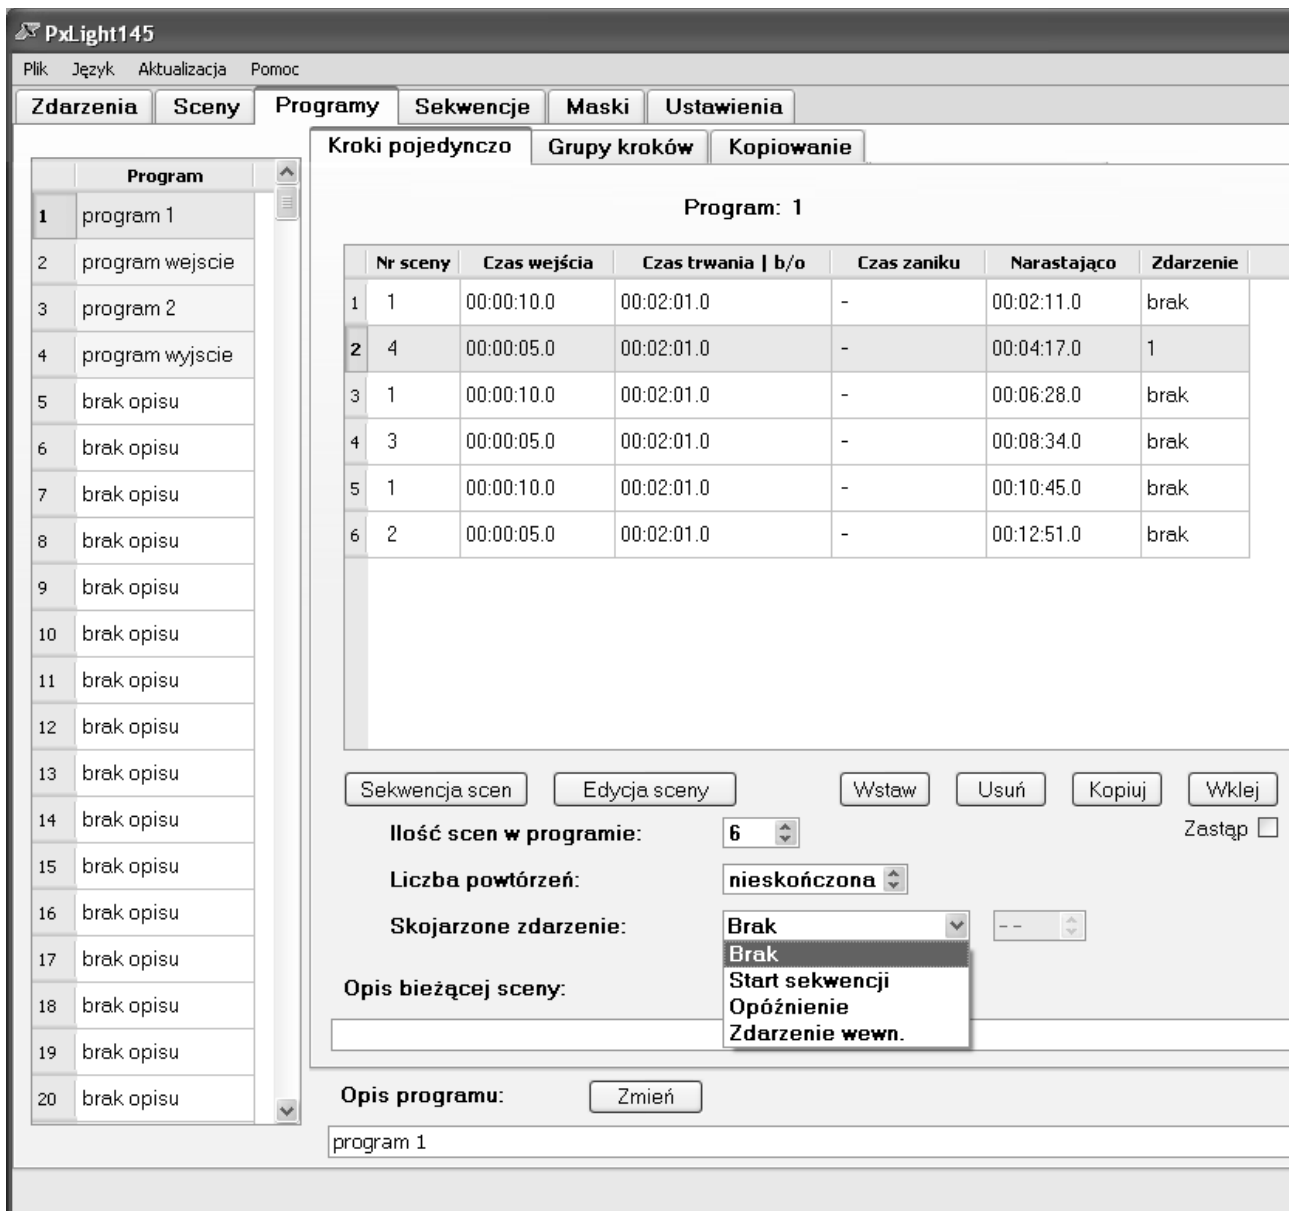 PxLight145
Plik Język Aktualizacja Pomoc
Zdarzenia Sceny Programy Sekwencje Maski Ustawienia
Kroki pojedynczo Grupy kroków Kopiowanie
Program
1 program 1
2 program wejscie
3 program 2
4 program wyjscie
5 brak opisu
6 brak opisu
7 brak opisu
8 brak opisu
9 brak opisu
10 brak opisu
11 brak opisu
12 brak opisu
13 brak opisu
14 brak opisu
15 brak opisu
16 brak opisu
17 brak opisu
18 brak opisu
19 brak opisu
20 brak opisu
Program: 1
Nr sceny Czas wejścia Czas trwania | b/o Czas zaniku Narastająco Zdarzenie
1 1 00:00:10.0 00:02:01.0 - 00:02:11.0 brak
2 4 00:00:05.0 00:02:01.0 - 00:04:17.0 1
3 1 00:00:10.0 00:02:01.0 - 00:06:28.0 brak
4 3 00:00:05.0 00:02:01.0 - 00:08:34.0 brak
5 1 00:00:10.0 00:02:01.0 - 00:10:45.0 brak
6 2 00:00:05.0 00:02:01.0 - 00:12:51.0 brak
Sekwencja scen Edycja sceny Wstaw Usuń Kopiuj Wklej
Ilość scen w programie: 6 Zastąp
Liczba powtórzeń: nieskończona
Skojarzone zdarzenie: Brak --
Brak
Start sekwencji
Opóźnienie
Zdarzenie wewn.
Opis bieżącej sceny:
Opis programu: Zmień
program 1